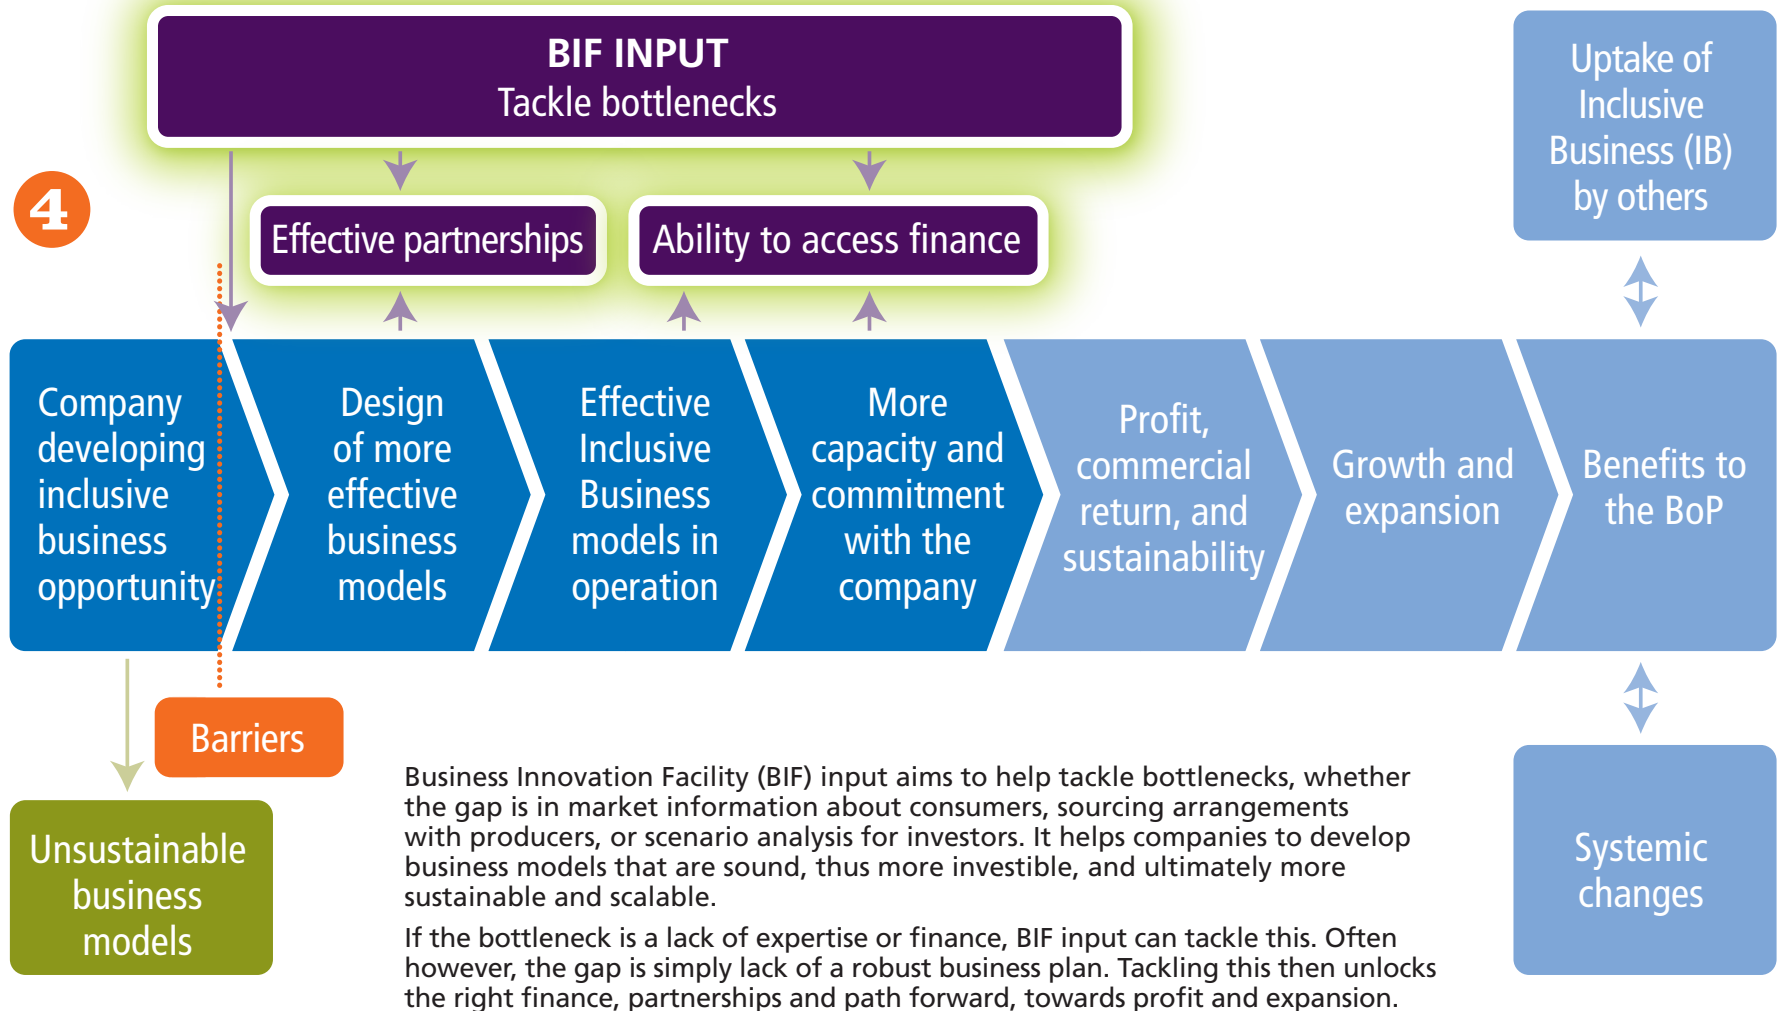 BIF INPUT
Tackle bottlenecks
Uptake of
Inclusive
Business (IB)
by others
4
Effective partnerships
Ability to access finance
Company
developing
inclusive
business
opportunity
Design
of more
effective
business
models
Effective
Inclusive
Business
models in
operation
More
capacity and
commitment
with the
company
Profit,
commercial
return, and
sustainability
Growth and
expansion
Benefits to
the BoP
Barriers
Unsustainable
business
models
Business Innovation Facility (BIF) input aims to help tackle bottlenecks, whether
the gap is in market information about consumers, sourcing arrangements
with producers, or scenario analysis for investors. It helps companies to develop
business models that are sound, thus more investible, and ultimately more
sustainable and scalable.
If the bottleneck is a lack of expertise or finance, BIF input can tackle this. Often
however, the gap is simply lack of a robust business plan. Tackling this then unlocks
the right finance, partnerships and path forward, towards profit and expansion.
Systemic
changes